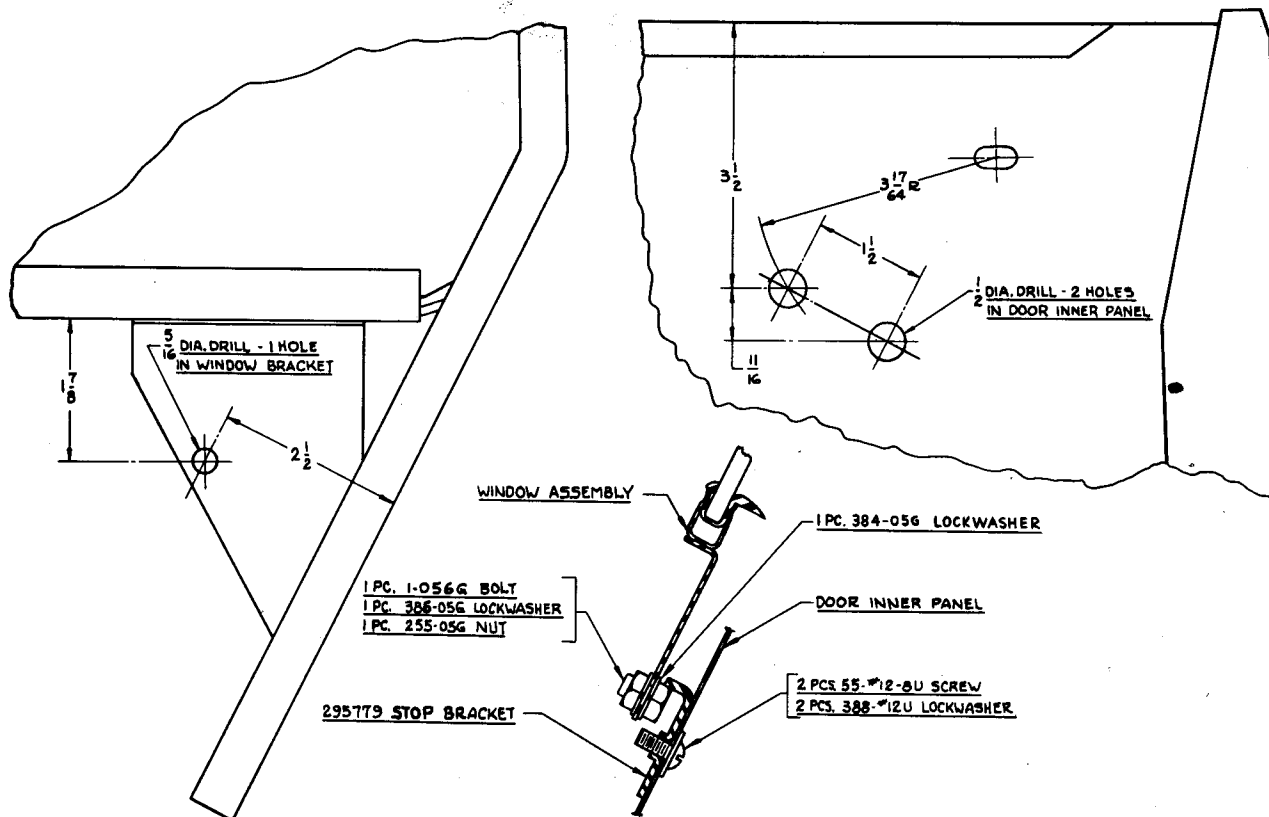 3 1/2
3 17/64 R
1 1/2
1/2 DIA. DRILL - 2 HOLES
IN DOOR INNER PANEL
11/16
5/16 DIA. DRILL - 1 HOLE
IN WINDOW BRACKET
1 7/8
2 1/2
WINDOW ASSEMBLY
1 PC. 384-056 LOCKWASHER
1 PC. 1-056G BOLT
1 PC. 386-056 LOCKWASHER
1 PC. 255-056 NUT
DOOR INNER PANEL
2 PCS. 55-#12-8U SCREW
2 PCS. 388-#12U LOCKWASHER
295779 STOP BRACKET